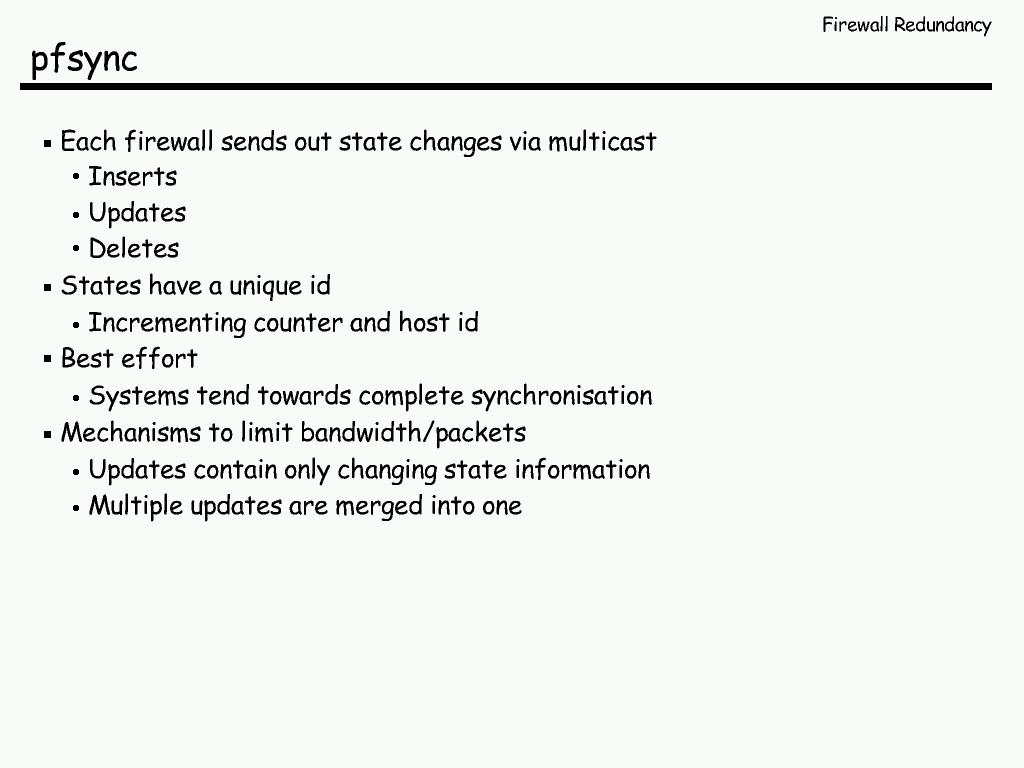 Firewall Redundancy
pfsync
▪ Each firewall sends out state changes via multicast
• Inserts
• Updates
• Deletes
▪ States have a unique id
• Incrementing counter and host id
▪ Best effort
• Systems tend towards complete synchronisation
▪ Mechanisms to limit bandwidth/packets
• Updates contain only changing state information
• Multiple updates are merged into one